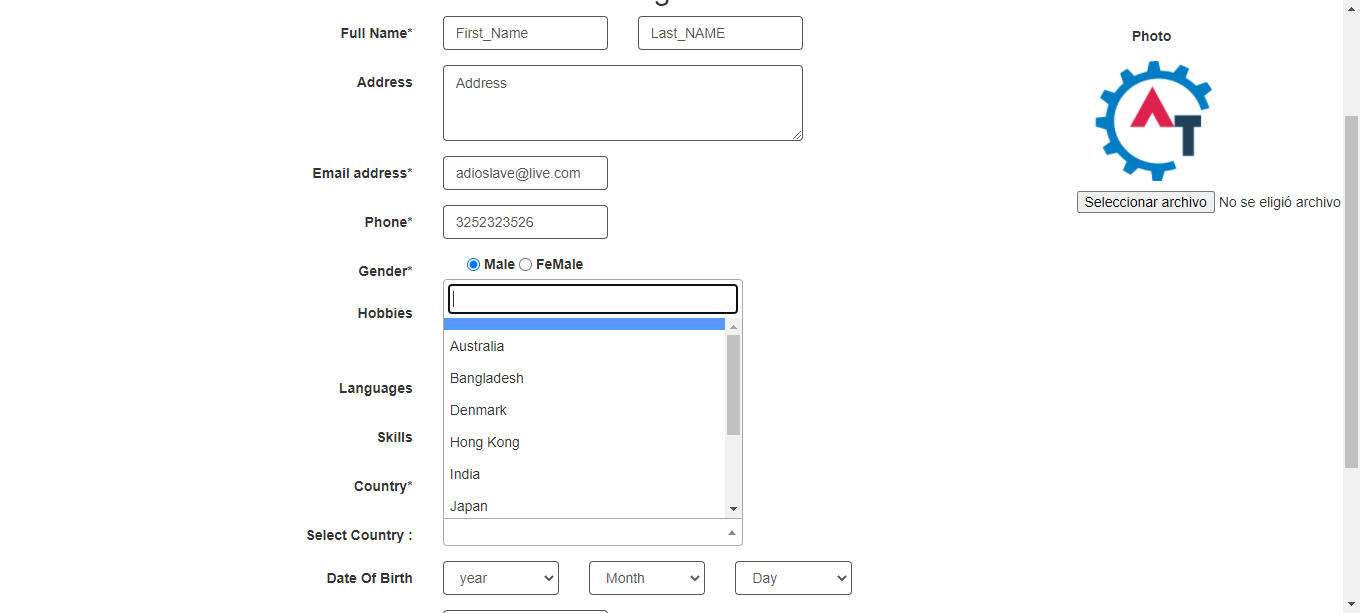 Full Name* First_Name Last_NAME
Photo
Address Address
AT
Email address* adioslave@live.com
Seleccionar archivo No se eligió archivo
Phone* 3252323526
Gender* Male FeMale
Hobbies
Australia
Bangladesh
Languages
Denmark
Skills
Hong Kong
India
Country*
Japan
Select Country :
Date Of Birth year Month Day